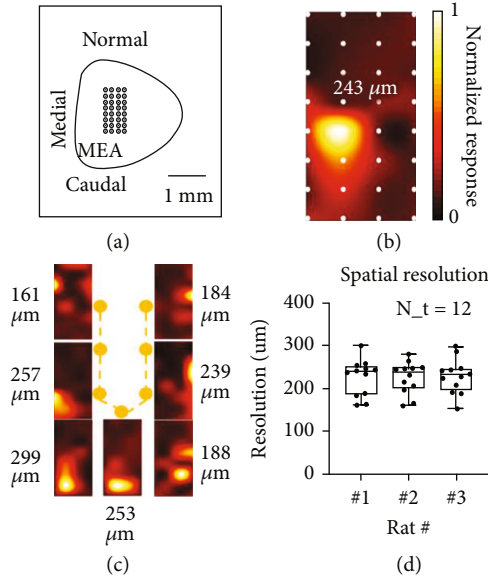 Normal
Medial
MEA
Caudal
1 mm
(a)
243 μm
1
Normalized response
0
(b)
161
μm
257
μm
299
μm
184
μm
239
μm
188
μm
253
μm
(c)
Spatial resolution
N_t = 12
Resolution (um)
400
300
200
100
0
#1 #2 #3
Rat #
(d)